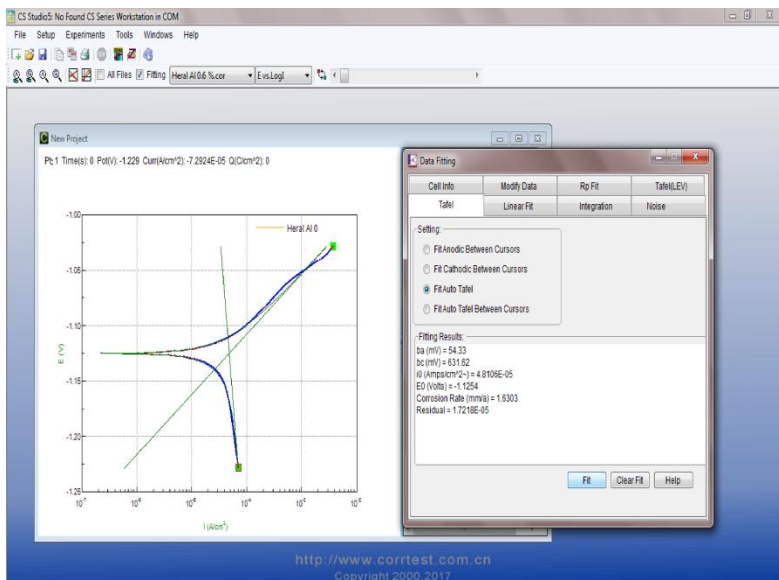 CS Studio5: No Found CS Series Workstation in COM
File Setup Experiments Tools Windows Help
All Files Fitting Heral Al 0.6 %.cor E vs.LogI
New Project
Pt: 1 Time(s): 0 Pot(V): -1.229 Curr(A/cm^2): -7.2924E-05 Q(C/cm^2): 0
Heral Al 0
-1.00
-1.05
-1.10
-1.15
-1.20
-1.25
E (V)
10⁻⁷ 10⁻⁶ 10⁻⁵ 10⁻⁴ 10⁻³ 10⁻²
I (A/cm²)
Data Fitting
Cell Info Modify Data Rp Fit Tafel(LEV)
Tafel Linear Fit Integration Noise
Setting:
Fit Anodic Between Cursors
Fit Cathodic Between Cursors
Fit Auto Tafel
Fit Auto Tafel Between Cursors
Fitting Results:
ba (mV) = 54.33
bc (mV) = 631.62
i0 (Amps/cm^2~) = 4.8106E-05
E0 (Volts) = -1.1254
Corrosion Rate (mm/a) = 1.6303
Residual = 1.7218E-05
Fit Clear Fit Help
http://www.corrtest.com.cn
Copyright 2000,2017